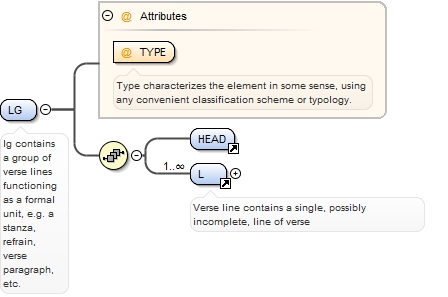 @ Attributes
@ TYPE
Type characterizes the element in some sense, using
any convenient classification scheme or typology.
LG
lg contains
a group of
verse lines
functioning
as a formal
unit, e.g. a
stanza,
refrain,
verse
paragraph,
etc.
HEAD
1..∞
L
Verse line contains a single, possibly
incomplete, line of verse